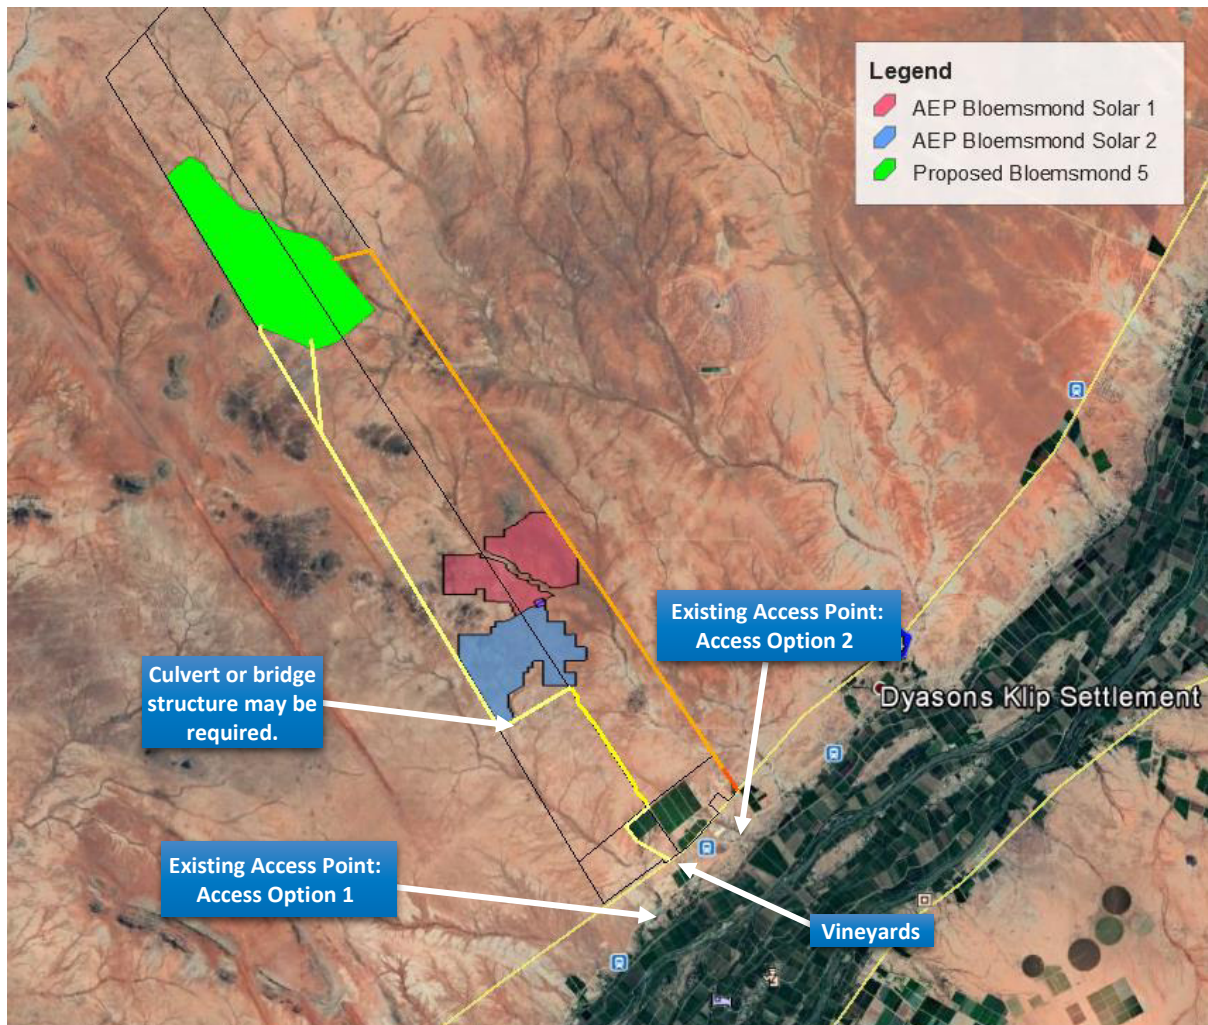 Legend
AEP Bloemsmond Solar 1
AEP Bloemsmond Solar 2
Proposed Bloemsmond 5
Existing Access Point:
Access Option 2
Dyasons Klip Settlement
Culvert or bridge
structure may be
required.
Existing Access Point:
Access Option 1
Vineyards